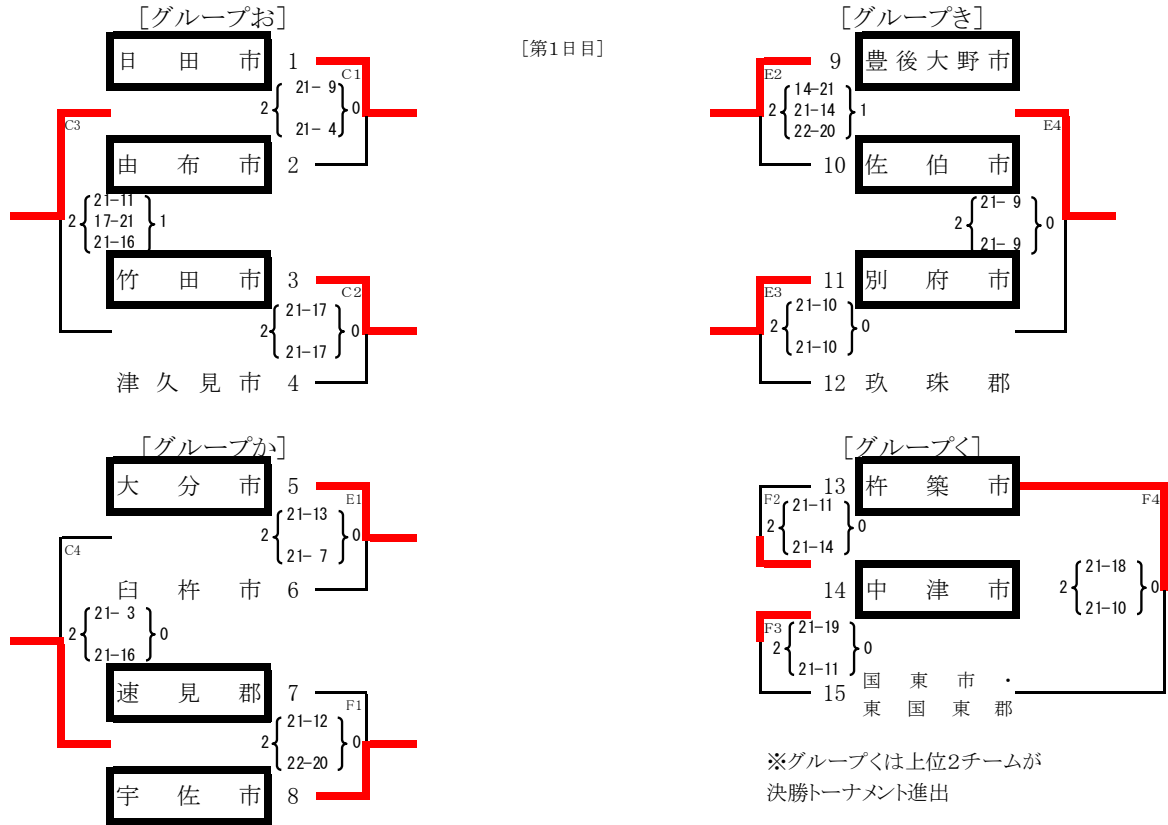 [グループお]
日田市 1
C1
2 21- 9 0
21- 4
C3
由布市 2
2 21-11 1
17-21
21-16
竹田市 3
C2
2 21-17 0
21-17
津久見市 4
[第1日目]
[グループき]
9 豊後大野市
E2
2 14-21 1
21-14
22-20
E4
10 佐伯市
2 21- 9 0
21- 9
11 別府市
E3
2 21-10 0
21-10
12 玖珠郡
[グループか]
大分市 5
E1
2 21-13 0
21- 7
C4
臼杵市 6
2 21- 3 0
21-16
速見郡 7
F1
2 21-12 0
22-20
宇佐市 8
[グループく]
13 杵築市
F2
F4
2 21-11 0
21-14
14 中津市
2 21-18 0
21-10
F3
2 21-19 0
21-11
15 国東市・
東国東郡
※グループくは上位2チームが
決勝トーナメント進出